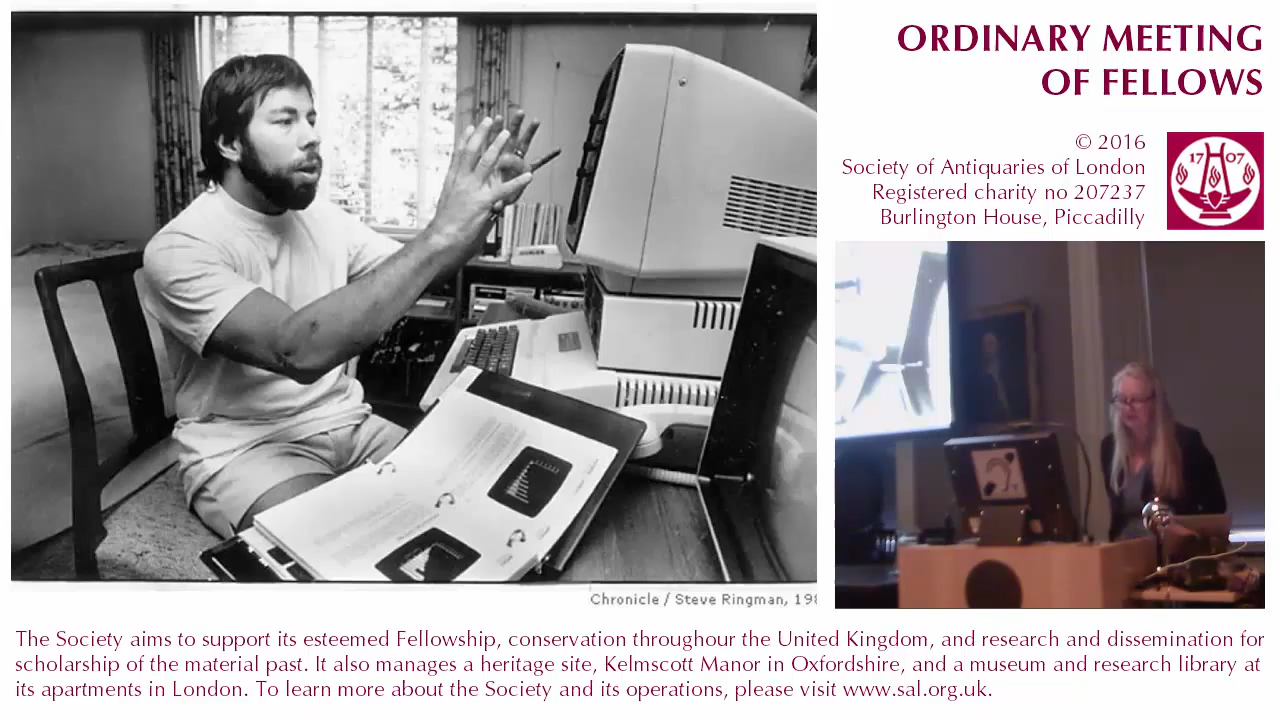 ORDINARY MEETING
OF FELLOWS
© 2016
Society of Antiquaries of London
Registered charity no 207237
Burlington House, Piccadilly
17 07
Chronicle / Steve Ringman, 198
The Society aims to support its esteemed Fellowship, conservation throughour the United Kingdom, and research and dissemination for
scholarship of the material past. It also manages a heritage site, Kelmscott Manor in Oxfordshire, and a museum and research library at
its apartments in London. To learn more about the Society and its operations, please visit www.sal.org.uk.